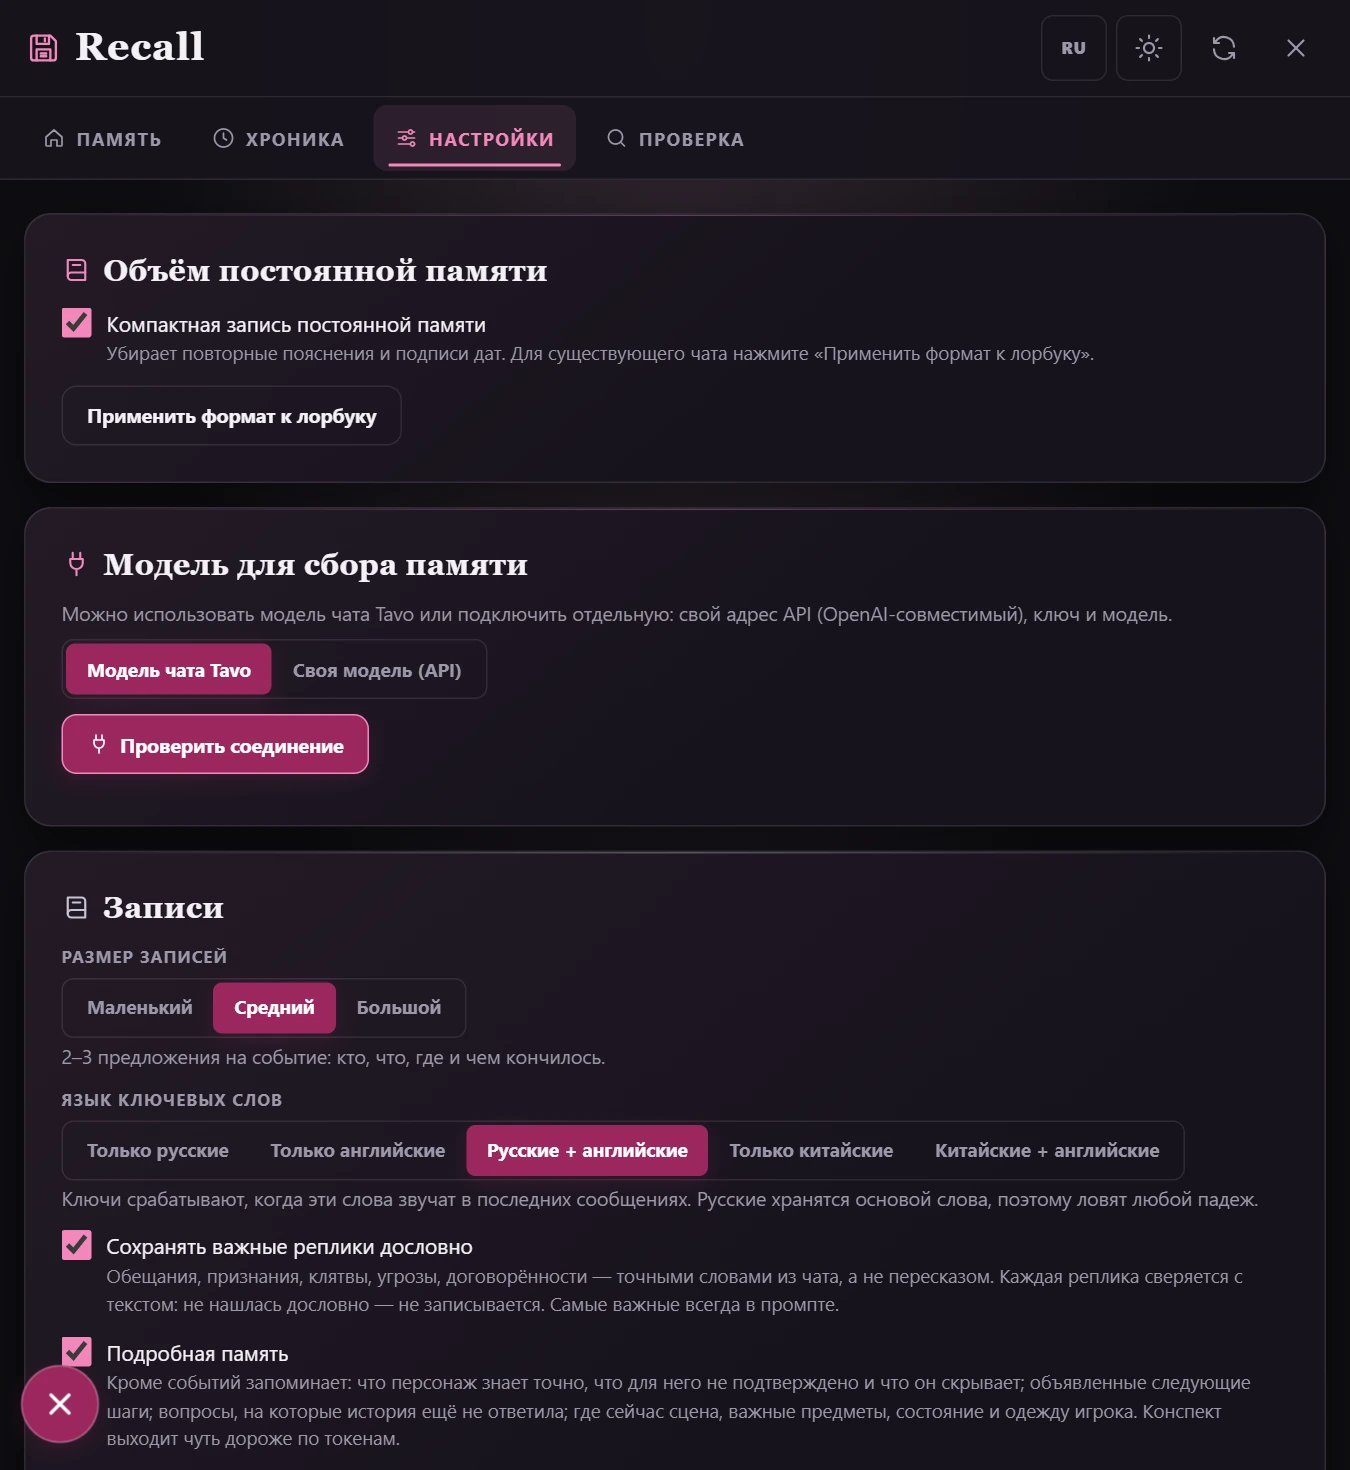 Recall
RU
ПАМЯТЬ
ХРОНИКА
НАСТРОЙКИ
ПРОВЕРКА
Объём постоянной памяти
Компактная запись постоянной памяти
Убирает повторные пояснения и подписи дат. Для существующего чата нажмите «Применить формат к лорбуку».
Применить формат к лорбуку
Модель для сбора памяти
Можно использовать модель чата Tavo или подключить отдельную: свой адрес API (OpenAI-совместимый), ключ и модель.
Модель чата Tavo
Своя модель (API)
Проверить соединение
Записи
РАЗМЕР ЗАПИСЕЙ
Маленький
Средний
Большой
2–3 предложения на событие: кто, что, где и чем кончилось.
ЯЗЫК КЛЮЧЕВЫХ СЛОВ
Только русские
Только английские
Русские + английские
Только китайские
Китайские + английские
Ключи срабатывают, когда эти слова звучат в последних сообщениях. Русские хранятся основой слова, поэтому ловят любой падеж.
Сохранять важные реплики дословно
Обещания, признания, клятвы, угрозы, договорённости — точными словами из чата, а не пересказом. Каждая реплика сверяется с
текстом: не нашлась дословно — не записывается. Самые важные всегда в промпте.
Подробная память
Кроме событий запоминает: что персонаж знает точно, что для него не подтверждено и что он скрывает; объявленные следующие
шаги; вопросы, на которые история ещё не ответила; где сейчас сцена, важные предметы, состояние и одежду игрока. Конспект
выходит чуть дороже по токенам.